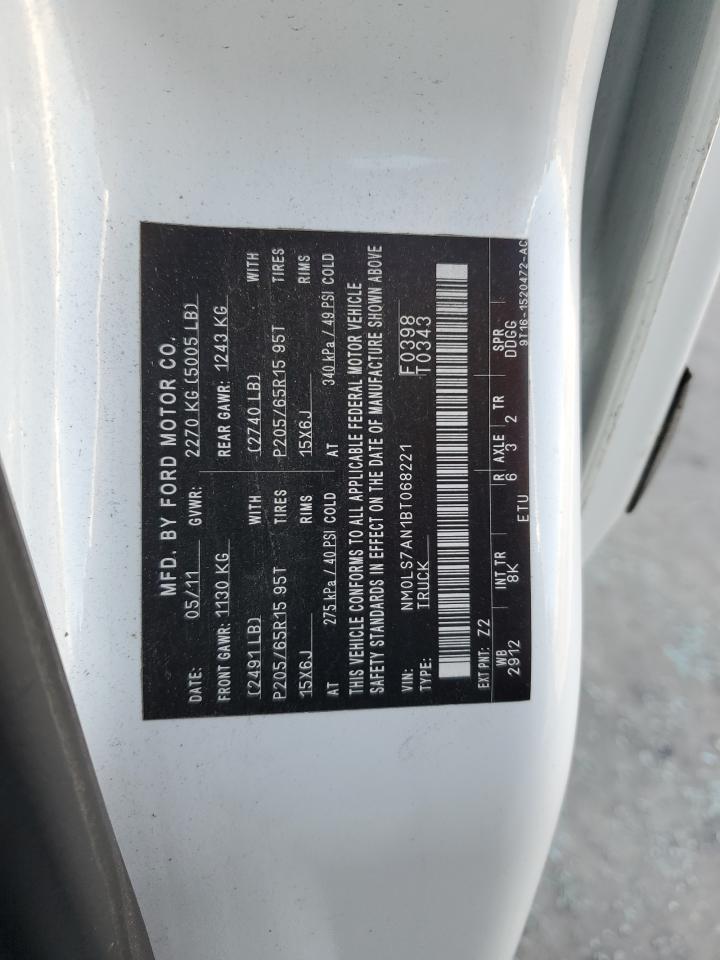 MFD. BY FORD MOTOR CO.
DATE: 05/11 GVWR: 2270 KG (5005 LB)
FRONT GAWR: 1130 KG REAR GAWR: 1243 KG
(2491 LB) WITH (2740 LB) WITH
P205/65R15 95T TIRES P205/65R15 95T TIRES
15X6J RIMS 15X6J RIMS
AT 275 kPa / 40 PSI COLD AT 340 kPa / 49 PSI COLD
THIS VEHICLE CONFORMS TO ALL APPLICABLE FEDERAL MOTOR VEHICLE
SAFETY STANDARDS IN EFFECT ON THE DATE OF MANUFACTURE SHOWN ABOVE
VIN: NM0LS7AN1BT068221 F0398
TYPE: TRUCK T0343
EXT PNT: Z2
WB INT TR R AXLE TR SPR
2912 8K 6 3 2 DDGG
ETU
9T16-1520472-AC